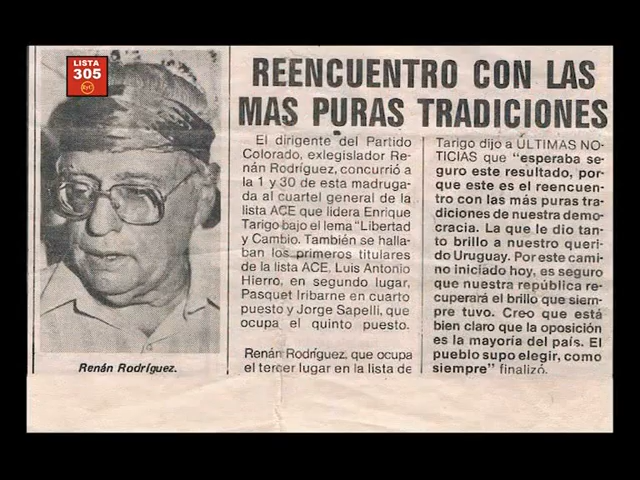 LISTA
305
REENCUENTRO CON LAS
MAS PURAS TRADICIONES
El dirigente del Partido
Colorado, exlegislador Re-
nán Rodríguez, concurrió a
la 1 y 30 de esta madruga-
da al cuartel general de la
lista ACE que lidera Enrique
Tarigo bajo el lema "Libertad
y Cambio. También se halla-
ban los primeros titulares
de la lista ACE, Luis Antonio
Hierro, en segundo lugar,
Pasquet Iribarne en cuarto
puesto y Jorge Sapelli, que
ocupa el quinto puesto.
Renán Rodríguez, que ocupa
el tercer lugar en la lista de
Tarigo dijo a ULTIMAS NO-
TICIAS que "esperaba se-
guro este resultado, por-
que este es el reencuen-
tro con las más puras tra-
diciones de nuestra demo-
cracia. La que le dio tan-
to brillo a nuestro queri-
do Uruguay. Por este cami-
no iniciado hoy, es seguro
que nuestra república re-
cuperará el brillo que siem-
pre tuvo. Creo que está
bien claro que la oposición
es la mayoría del país. El
pueblo supo elegir, como
siempre" finalizó.
Renán Rodríguez.